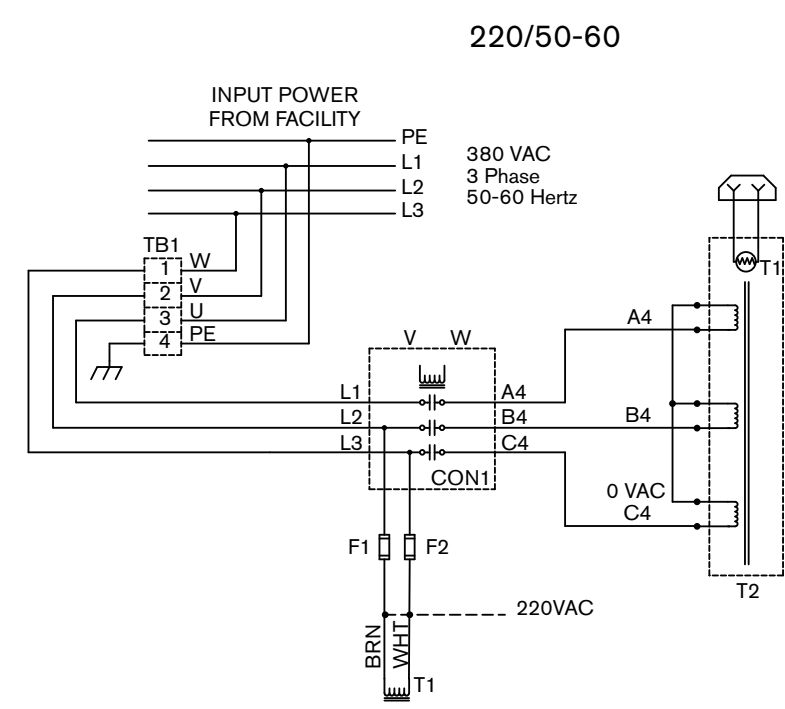 220/50-60
INPUT POWER
FROM FACILITY
PE
L1
L2
L3
380 VAC
3 Phase
50-60 Hertz
TB1
1 W
2 V
3 U
4 PE
T1
A4
V W
L1 A4
L2 B4
L3 C4
CON1
B4
0 VAC
C4
F1 F2
T2
220VAC
BRN
WHT
T1